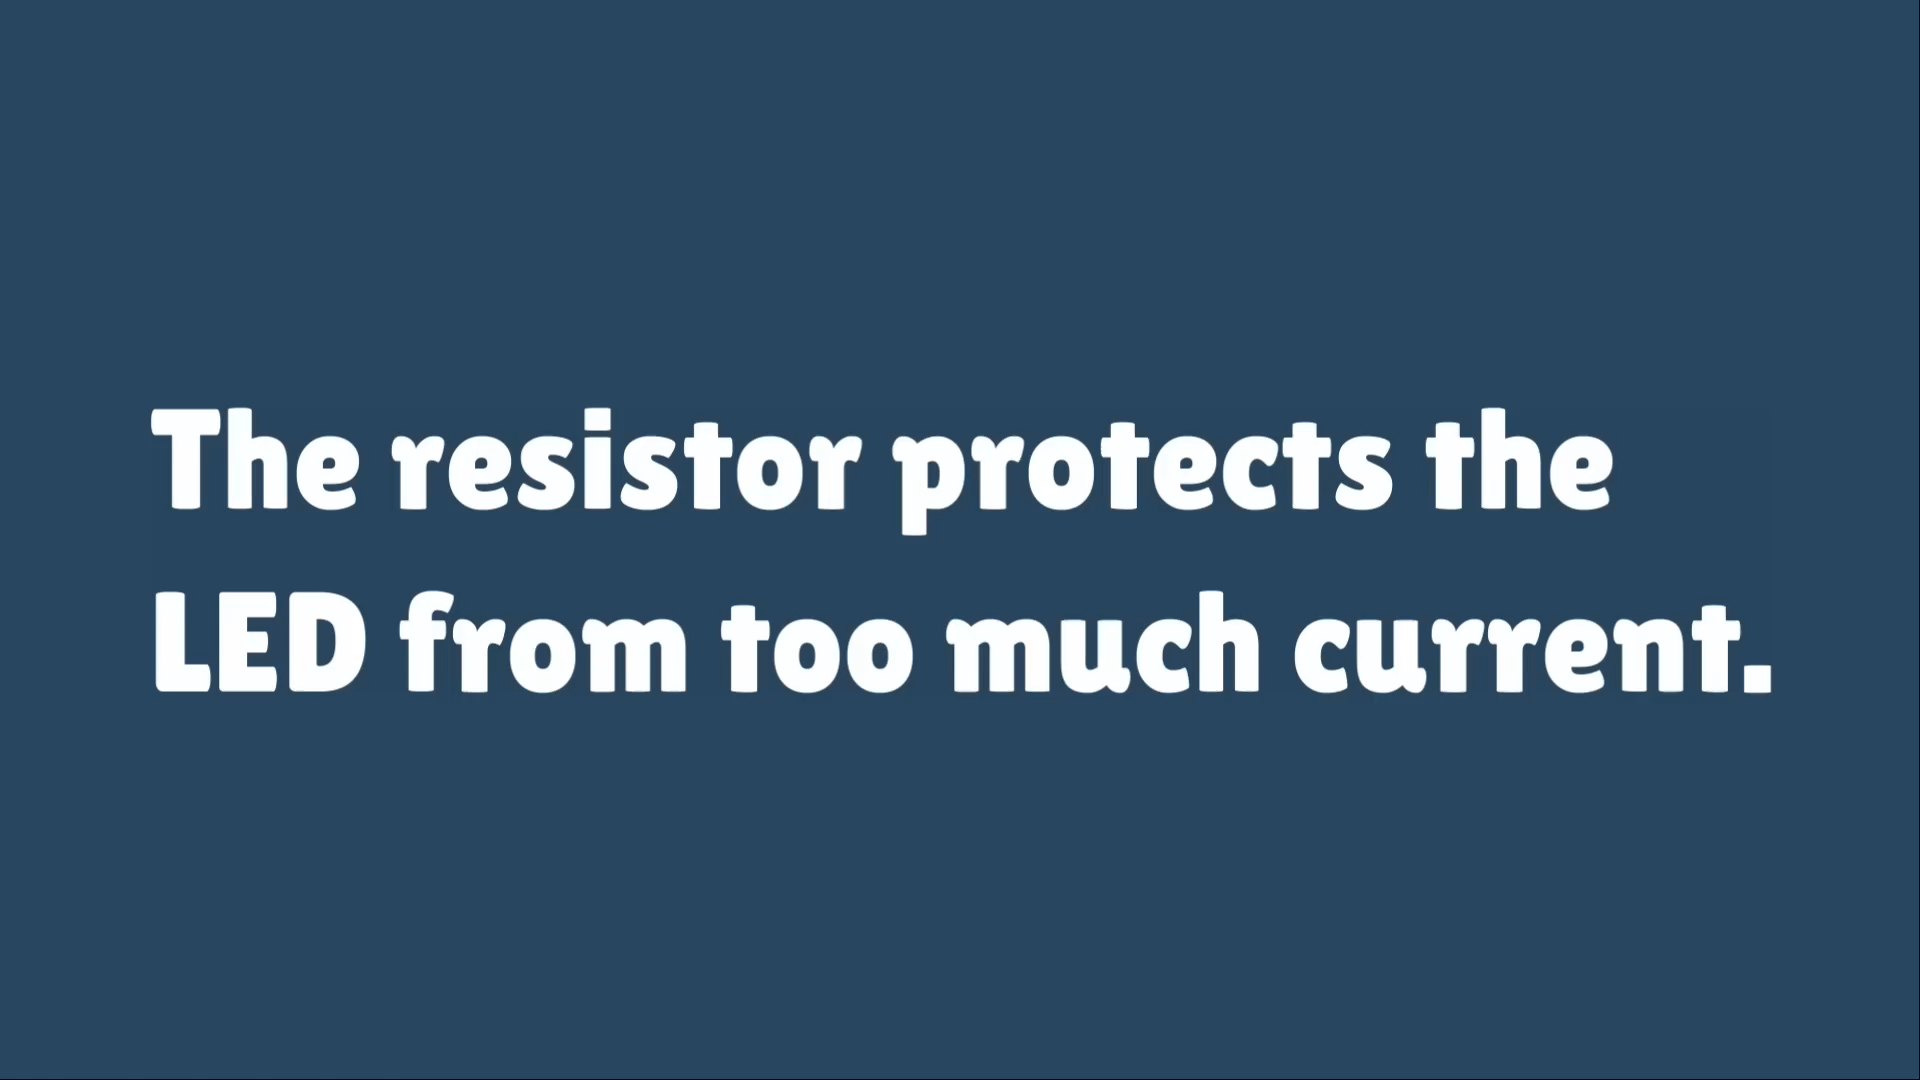 The resistor protects the
LED from too much current.